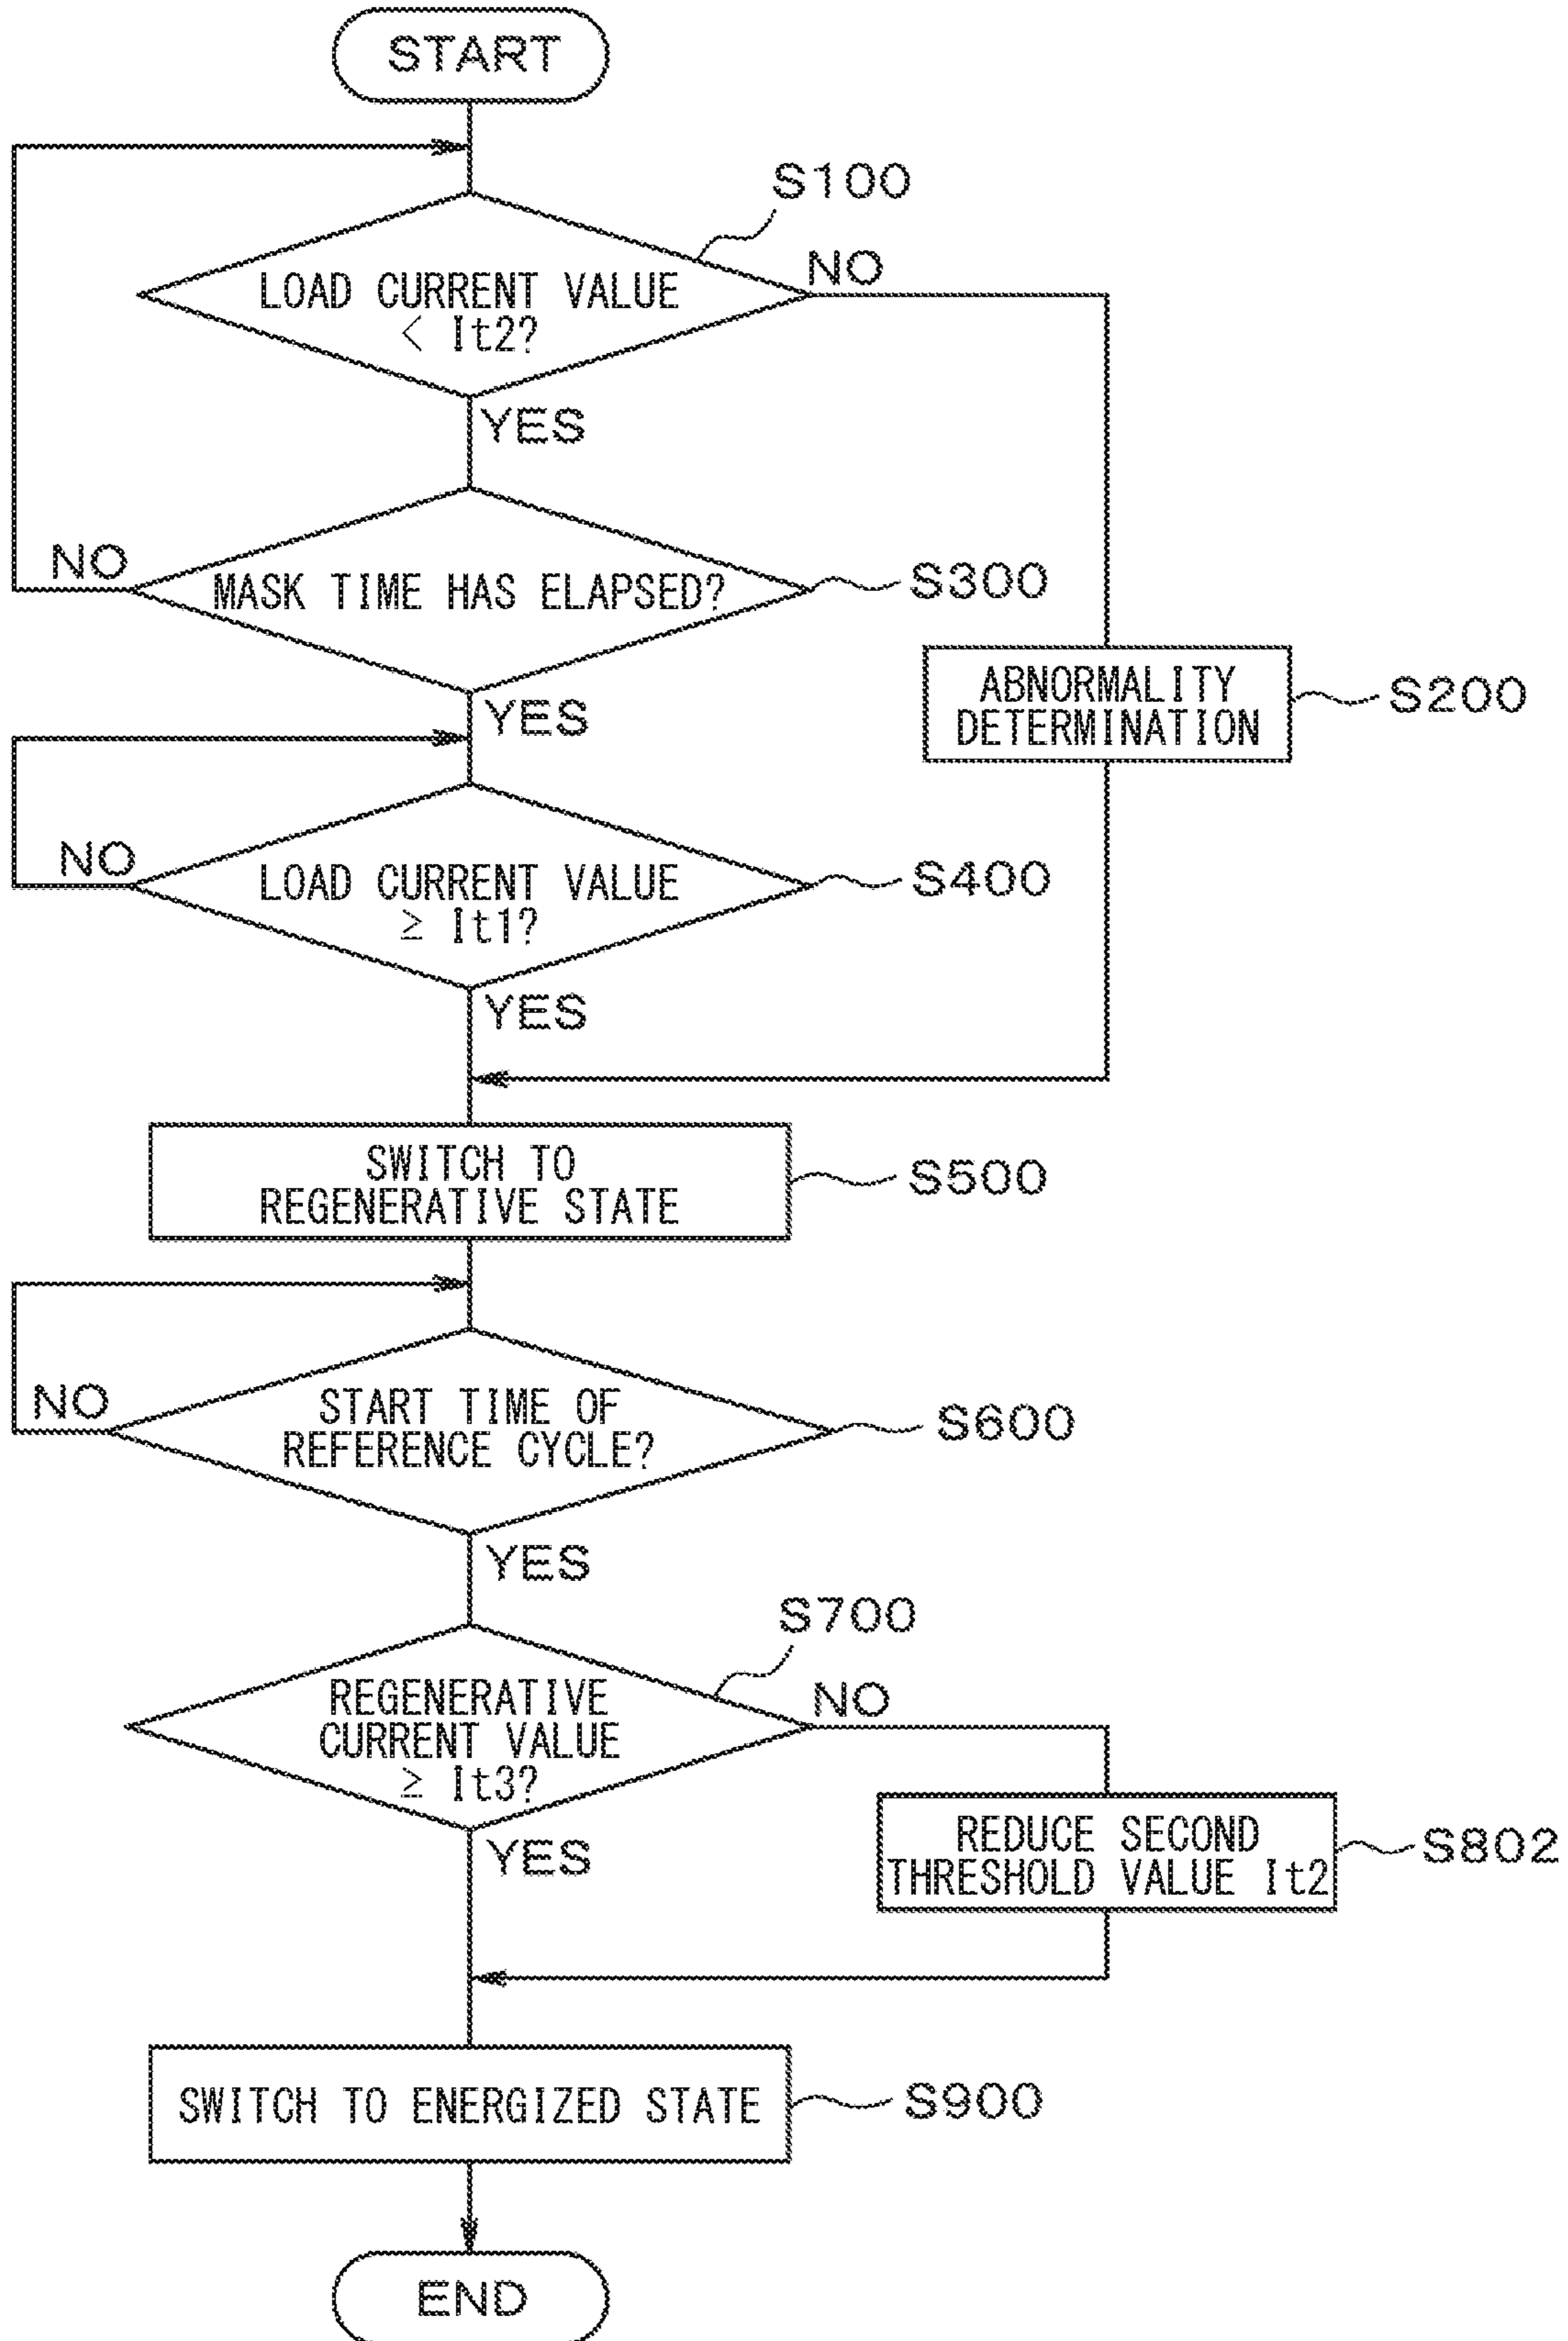 START
S100
NO
LOAD CURRENT VALUE
< It2?
YES
NO
MASK TIME HAS ELAPSED?
S300
ABNORMALITY
DETERMINATION
S200
YES
NO
LOAD CURRENT VALUE
≥ It1?
S400
YES
SWITCH TO
REGENERATIVE STATE
S500
NO
START TIME OF
REFERENCE CYCLE?
S600
YES
S700
NO
REGENERATIVE
CURRENT VALUE
≥ It3?
YES
REDUCE SECOND
THRESHOLD VALUE It2
S802
SWITCH TO ENERGIZED STATE
S900
END